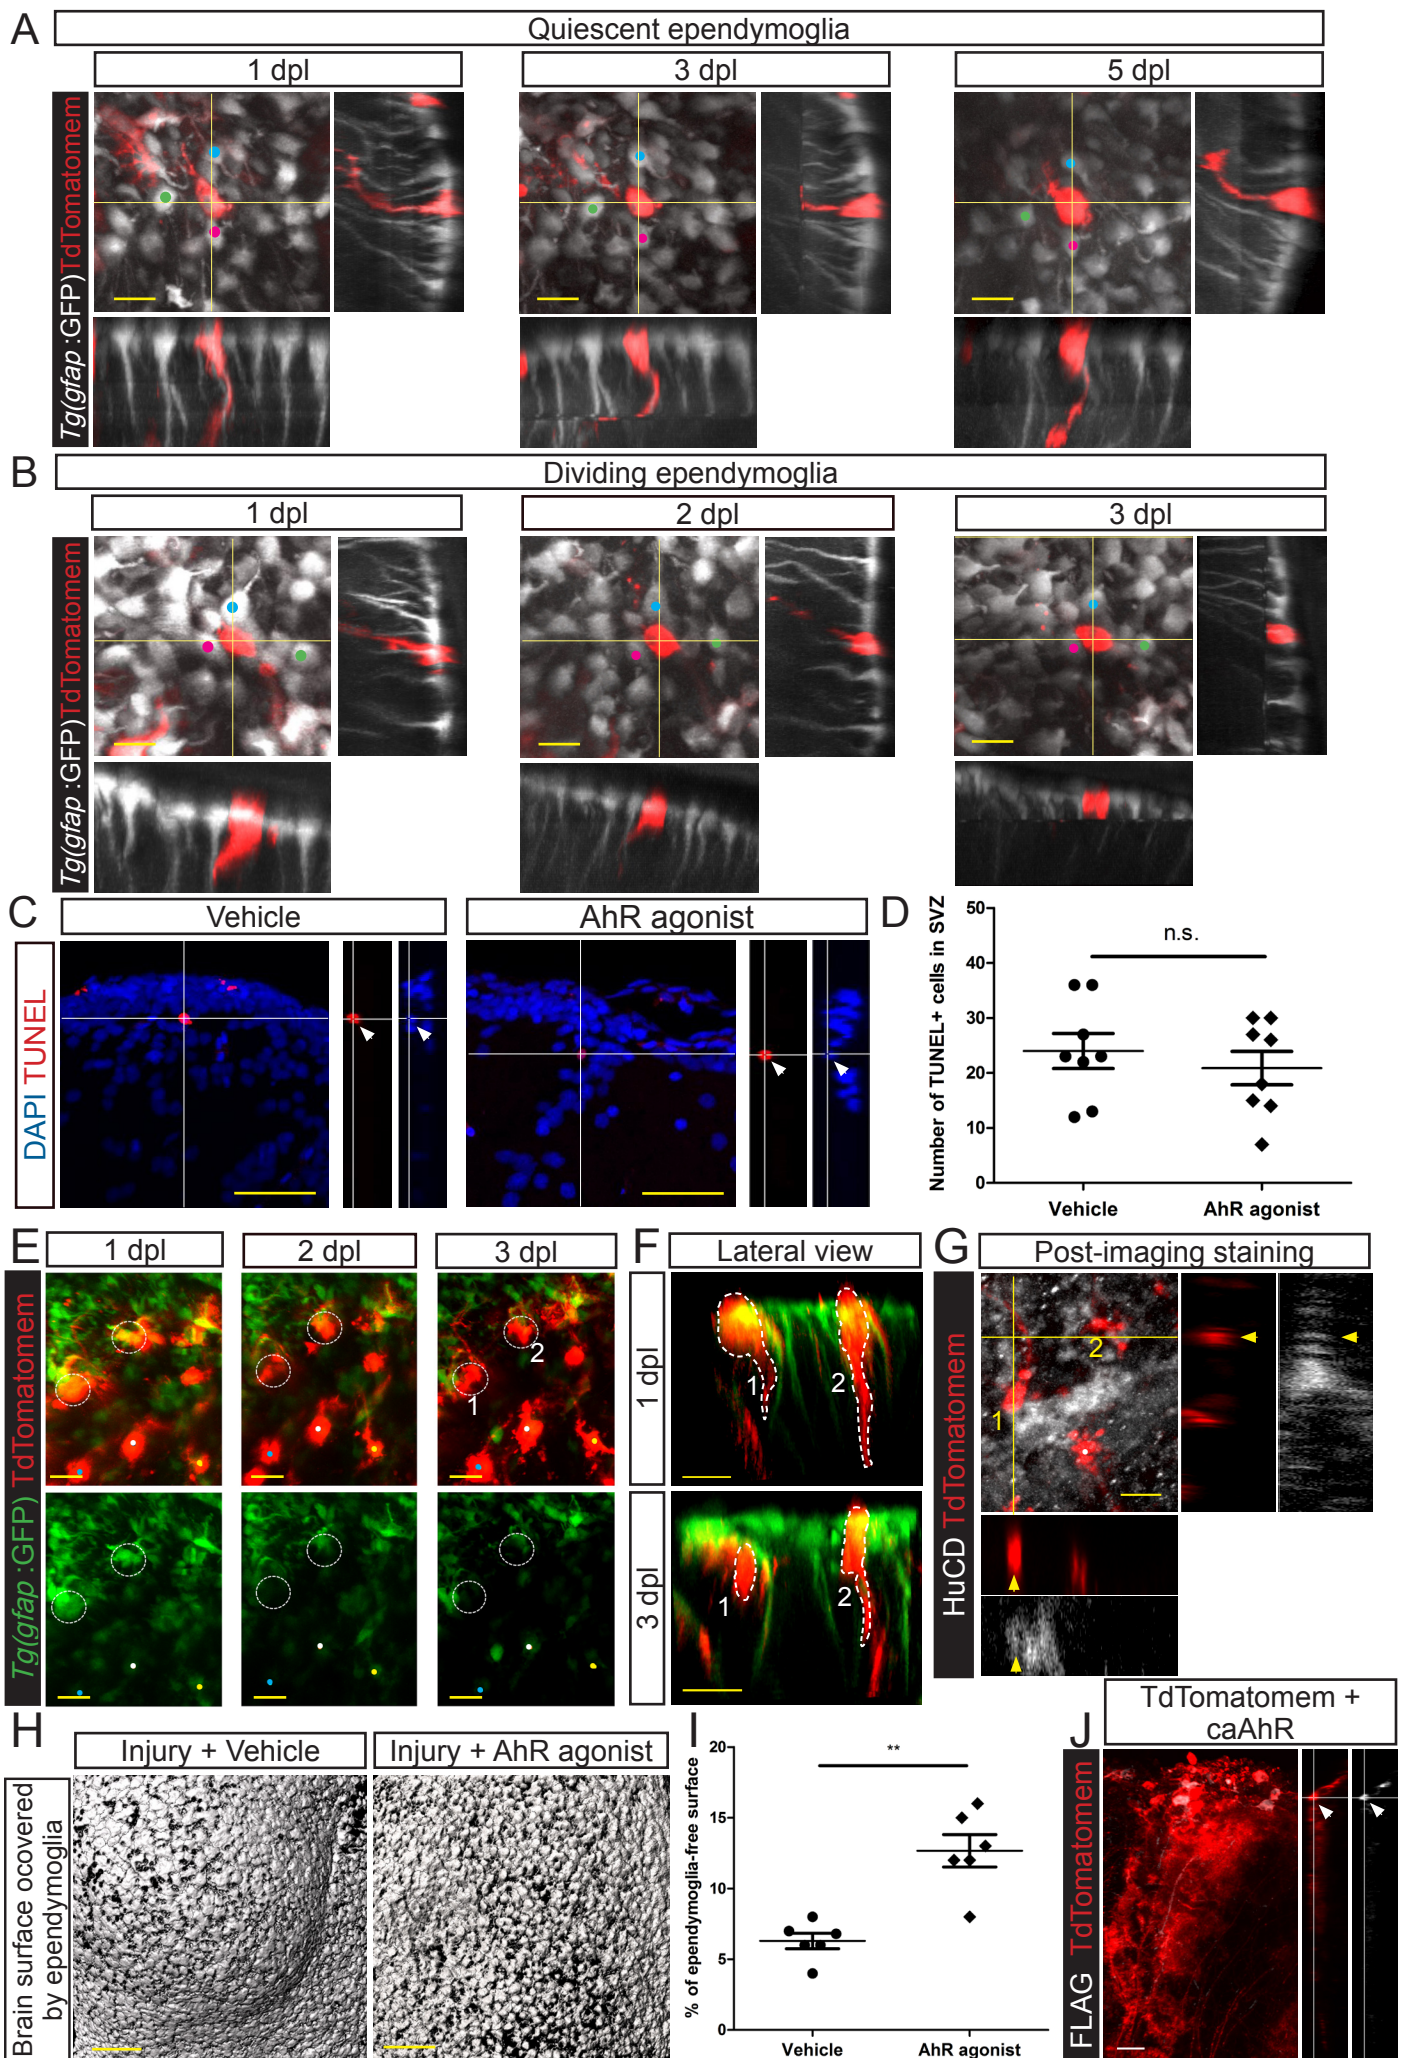 A
Quiescent ependymoglia
1 dpl
3 dpl
5 dpl
Tg(gfap :GFP)TdTomatomem
B
Dividing ependymoglia
1 dpl
2 dpl
3 dpl
Tg(gfap :GFP)TdTomatomem
C
Vehicle
AhR agonist
DAPI TUNEL
D
Number of TUNEL+ cells in SVZ
50
40
30
20
10
0
n.s.
Vehicle
AhR agonist
E
1 dpl
2 dpl
3 dpl
Tg(gfap :GFP) TdTomatomem
2
1
F
Lateral view
1 dpl
1
2
3 dpl
1
2
G
Post-imaging staining
HuCD TdTomatomem
2
1
H
Injury + Vehicle
Injury + AhR agonist
Brain surface ocovered
by ependymoglia
I
% of ependymoglia-free surface
20
15
10
5
0
**
Vehicle
AhR agonist
J
TdTomatomem +
caAhR
FLAG TdTomatomem